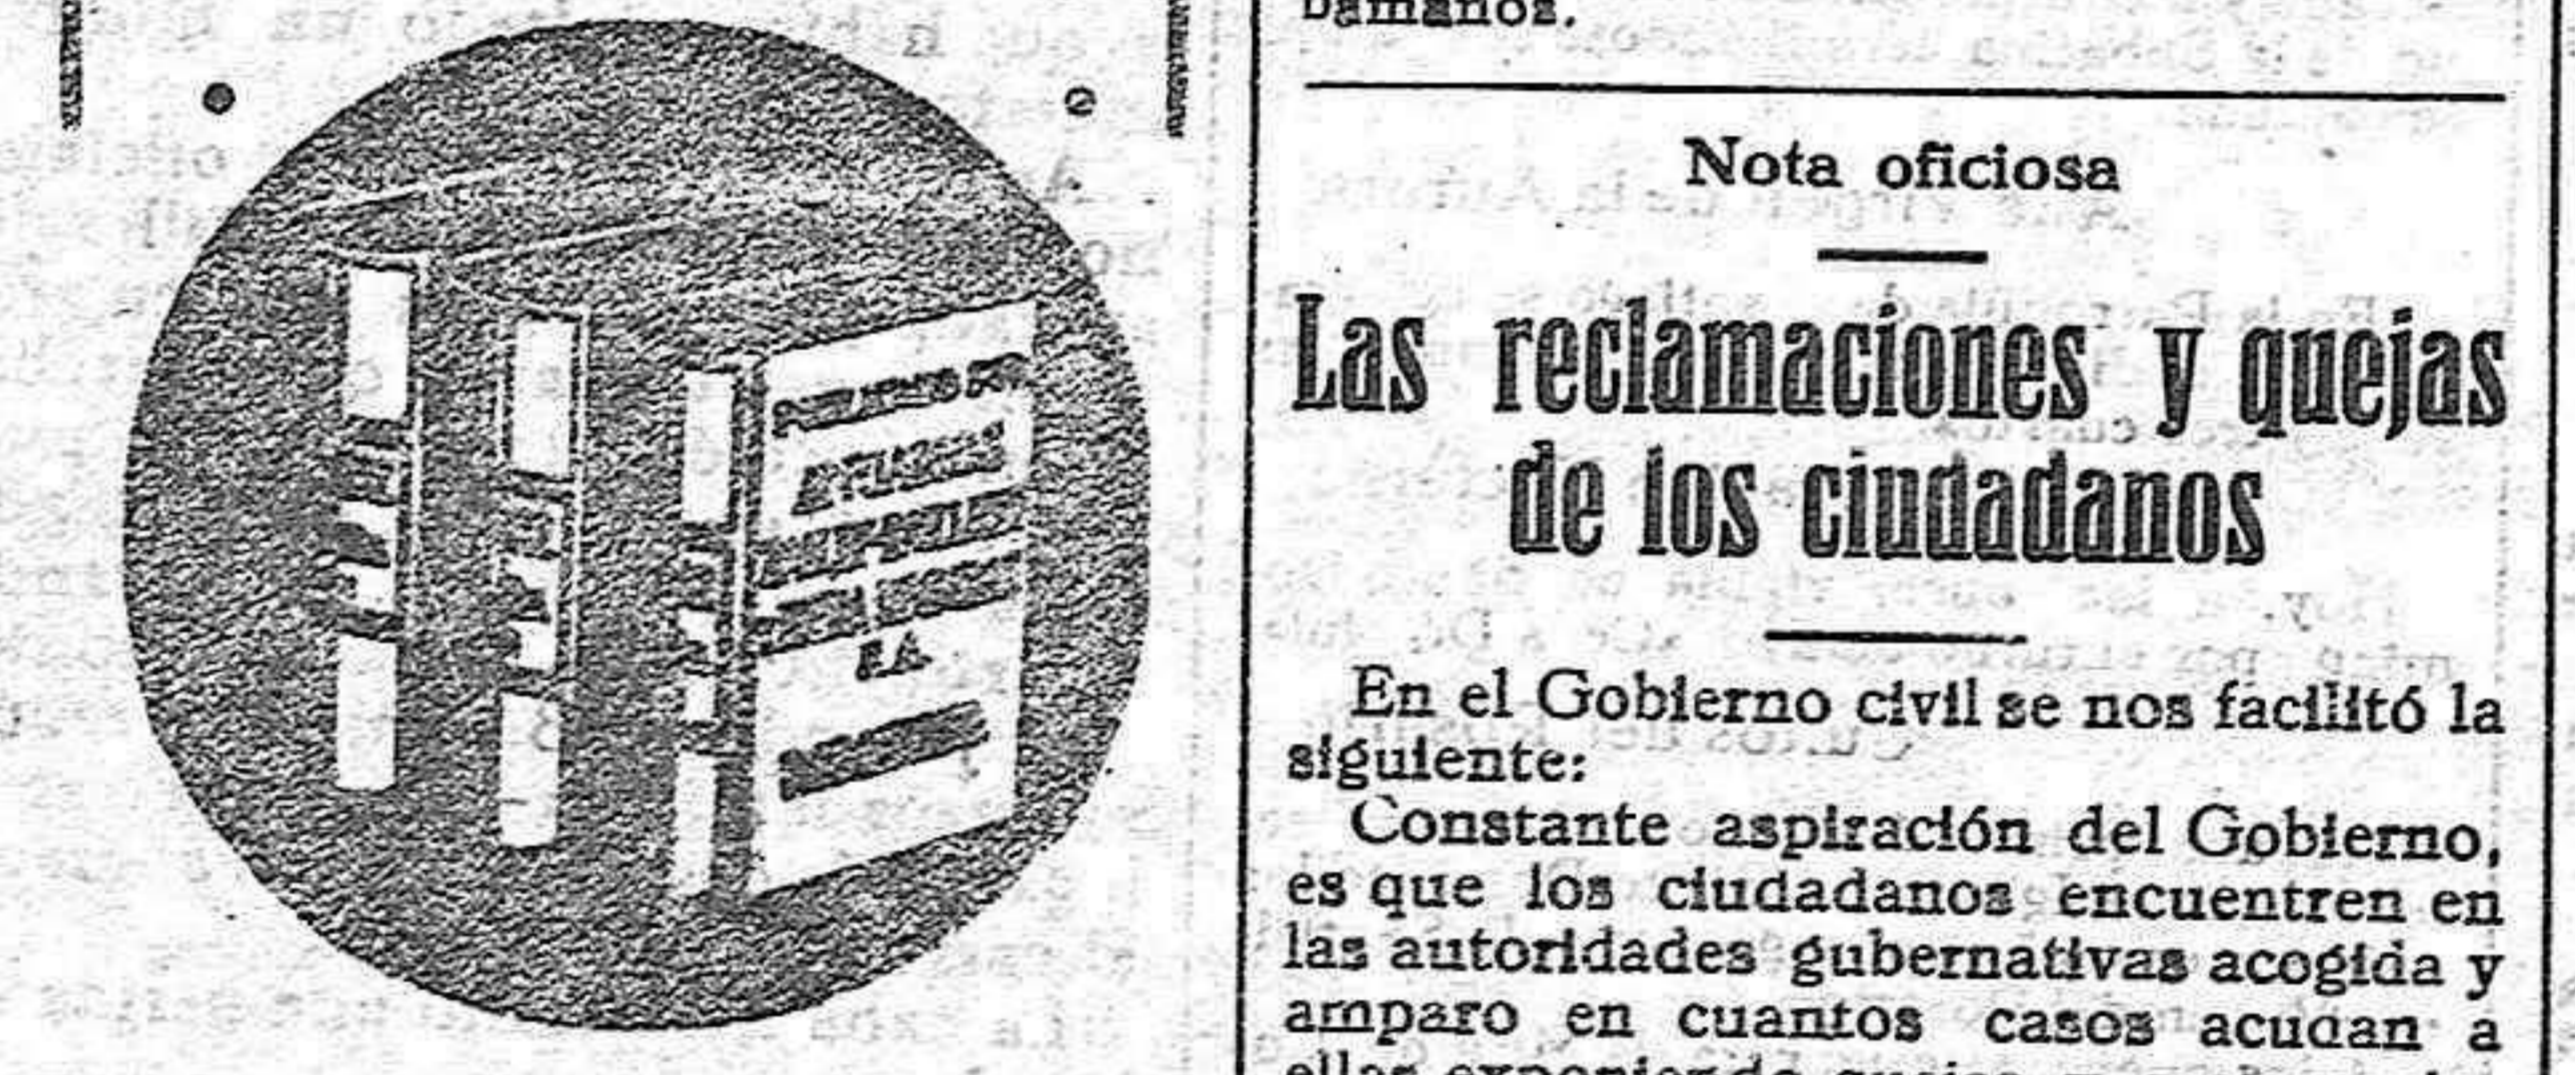 S.A.
Nota oficiosa
Las reclamaciones y quejas
de los ciudadanos
En el Gobierno civil se nos facilitó la
siguiente:
Constante aspiración del Gobierno,
es que los ciudadanos encuentren en
las autoridades gubernativas acogida y
amparo en cuantos casos acudan a